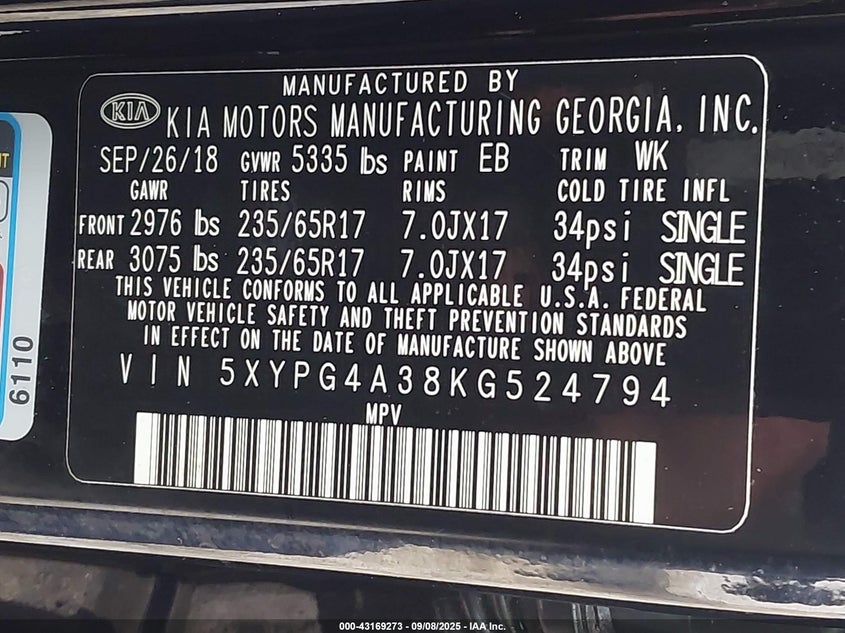 MANUFACTURED BY
KIA KIA MOTORS MANUFACTURING GEORGIA, INC.
SEP/26/18 GVWR 5335 lbs PAINT EB TRIM WK
GAWR TIRES RIMS COLD TIRE INFL
FRONT 2976 lbs 235/65R17 7.0JX17 34psi SINGLE
REAR 3075 lbs 235/65R17 7.0JX17 34psi SINGLE
THIS VEHICLE CONFORMS TO ALL APPLICABLE U.S.A. FEDERAL
MOTOR VEHICLE SAFETY AND THEFT PREVENTION STANDARDS
IN EFFECT ON THE DATE OF MANUFACTURE SHOWN ABOVE
VIN 5XYPG4A38KG524794
MPV
6110
000-43169273 - 09/08/2025 - IAA Inc.